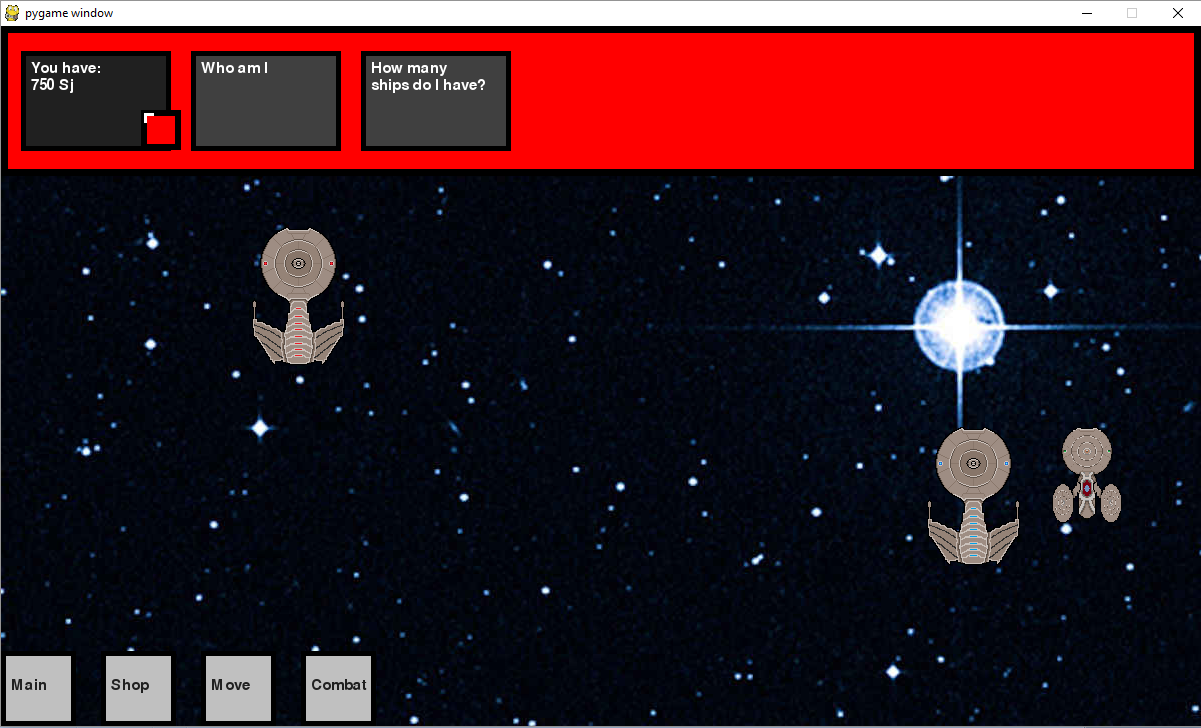 pygame window
You have:
750 Sj
Who am I
How many
ships do I have?
Main
Shop
Move
Combat